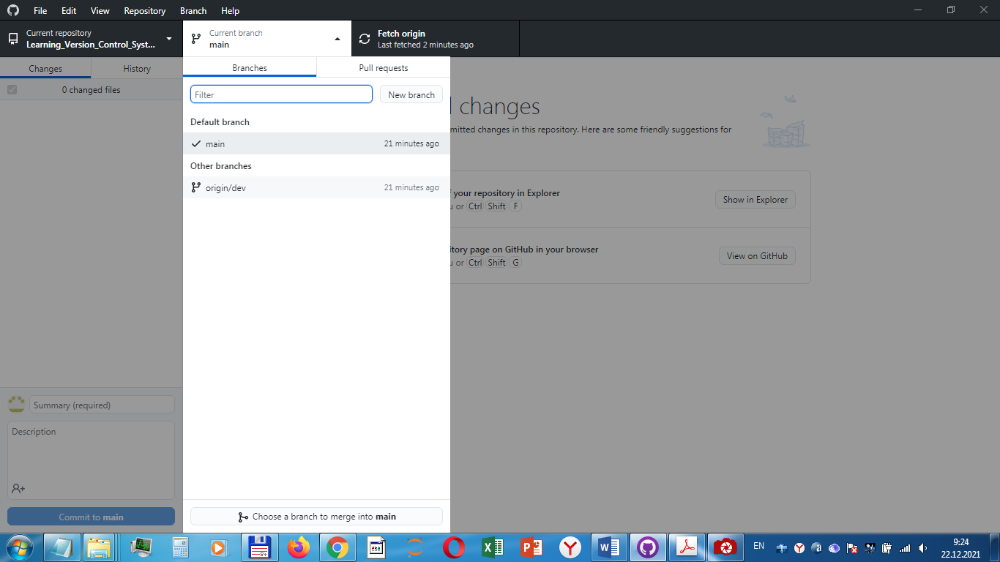 File Edit View Repository Branch Help
Current repository
Learning_Version_Control_Syst...
Current branch
main
Fetch origin
Last fetched 2 minutes ago
Changes History
0 changed files
Branches Pull requests
Filter
New branch
Default branch
main 21 minutes ago
Other branches
origin/dev 21 minutes ago
changes
mitted changes in this repository. Here are some friendly suggestions for
your repository in Explorer
or Ctrl Shift F
Show in Explorer
itory page on GitHub in your browser
or Ctrl Shift G
View on GitHub
Summary (required)
Description
Commit to main
Choose a branch to merge into main
EN
9:24
22.12.2021